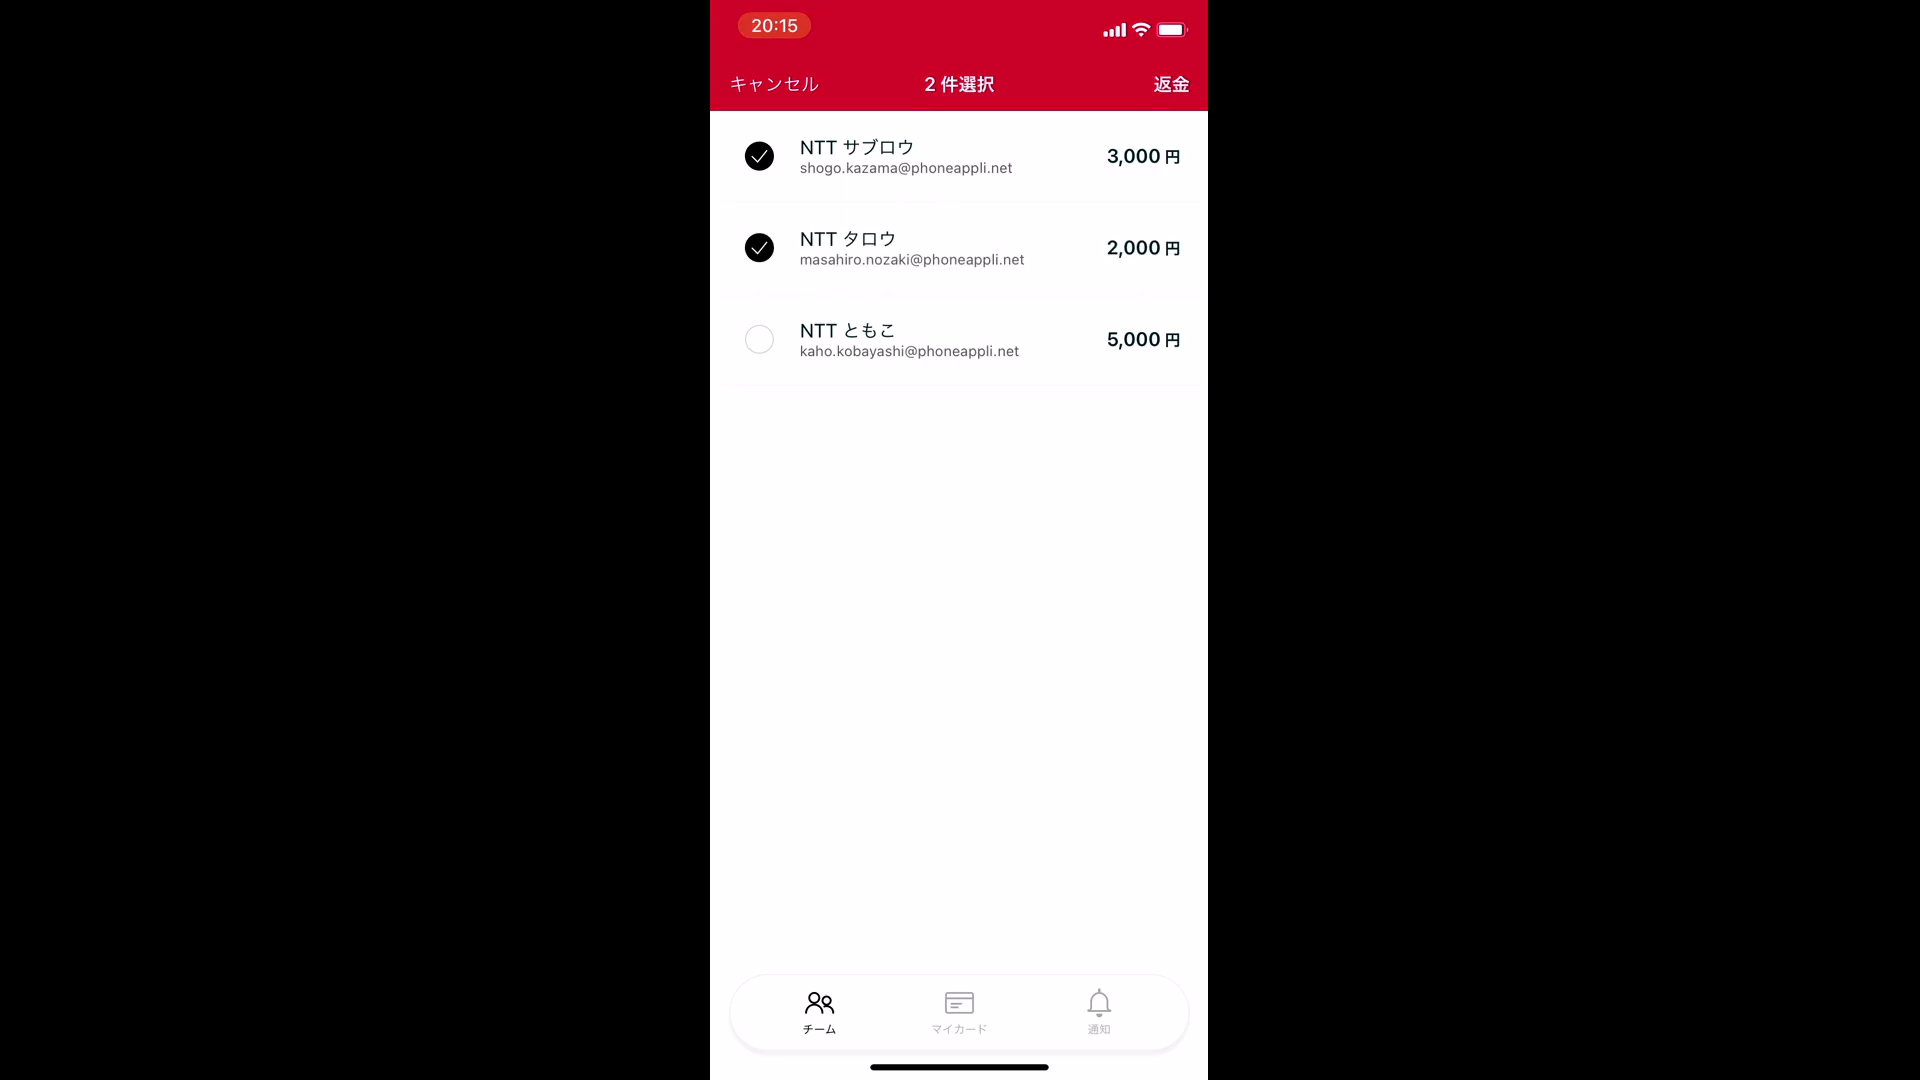 20:15
キャンセル 2 件選択 返金
NTT サブロウ
shogo.kazama@phoneappli.net
3,000 円
NTT タロウ
masahiro.nozaki@phoneappli.net
2,000 円
NTT ともこ
kaho.kobayashi@phoneappli.net
5,000 円
チーム マイカード 通知